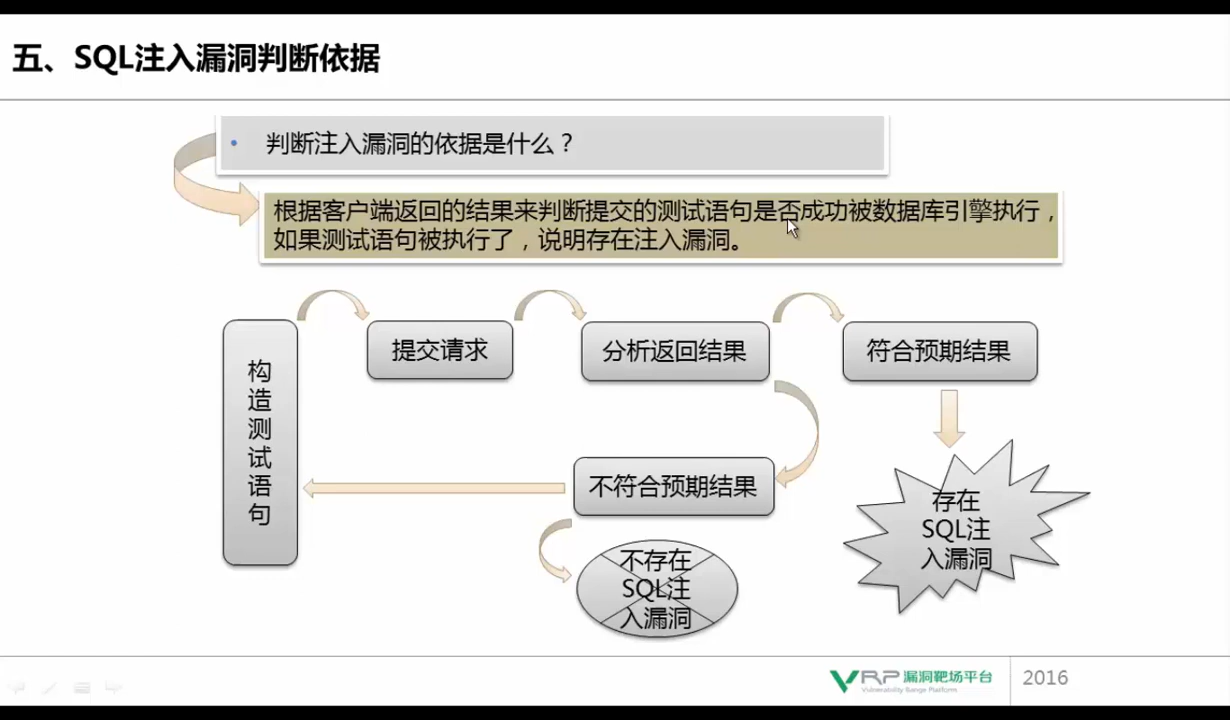 五、SQL注入漏洞判断依据
• 判断注入漏洞的依据是什么？
根据客户端返回的结果来判断提交的测试语句是否成功被数据库引擎执行，
如果测试语句被执行了，说明存在注入漏洞。
构
造
测
试
语
句
提交请求
分析返回结果
符合预期结果
不符合预期结果
存在
SQL注
入漏洞
不存在
SQL注
入漏洞
VRP 漏洞靶场平台
Vulnerability Range Platform
2016